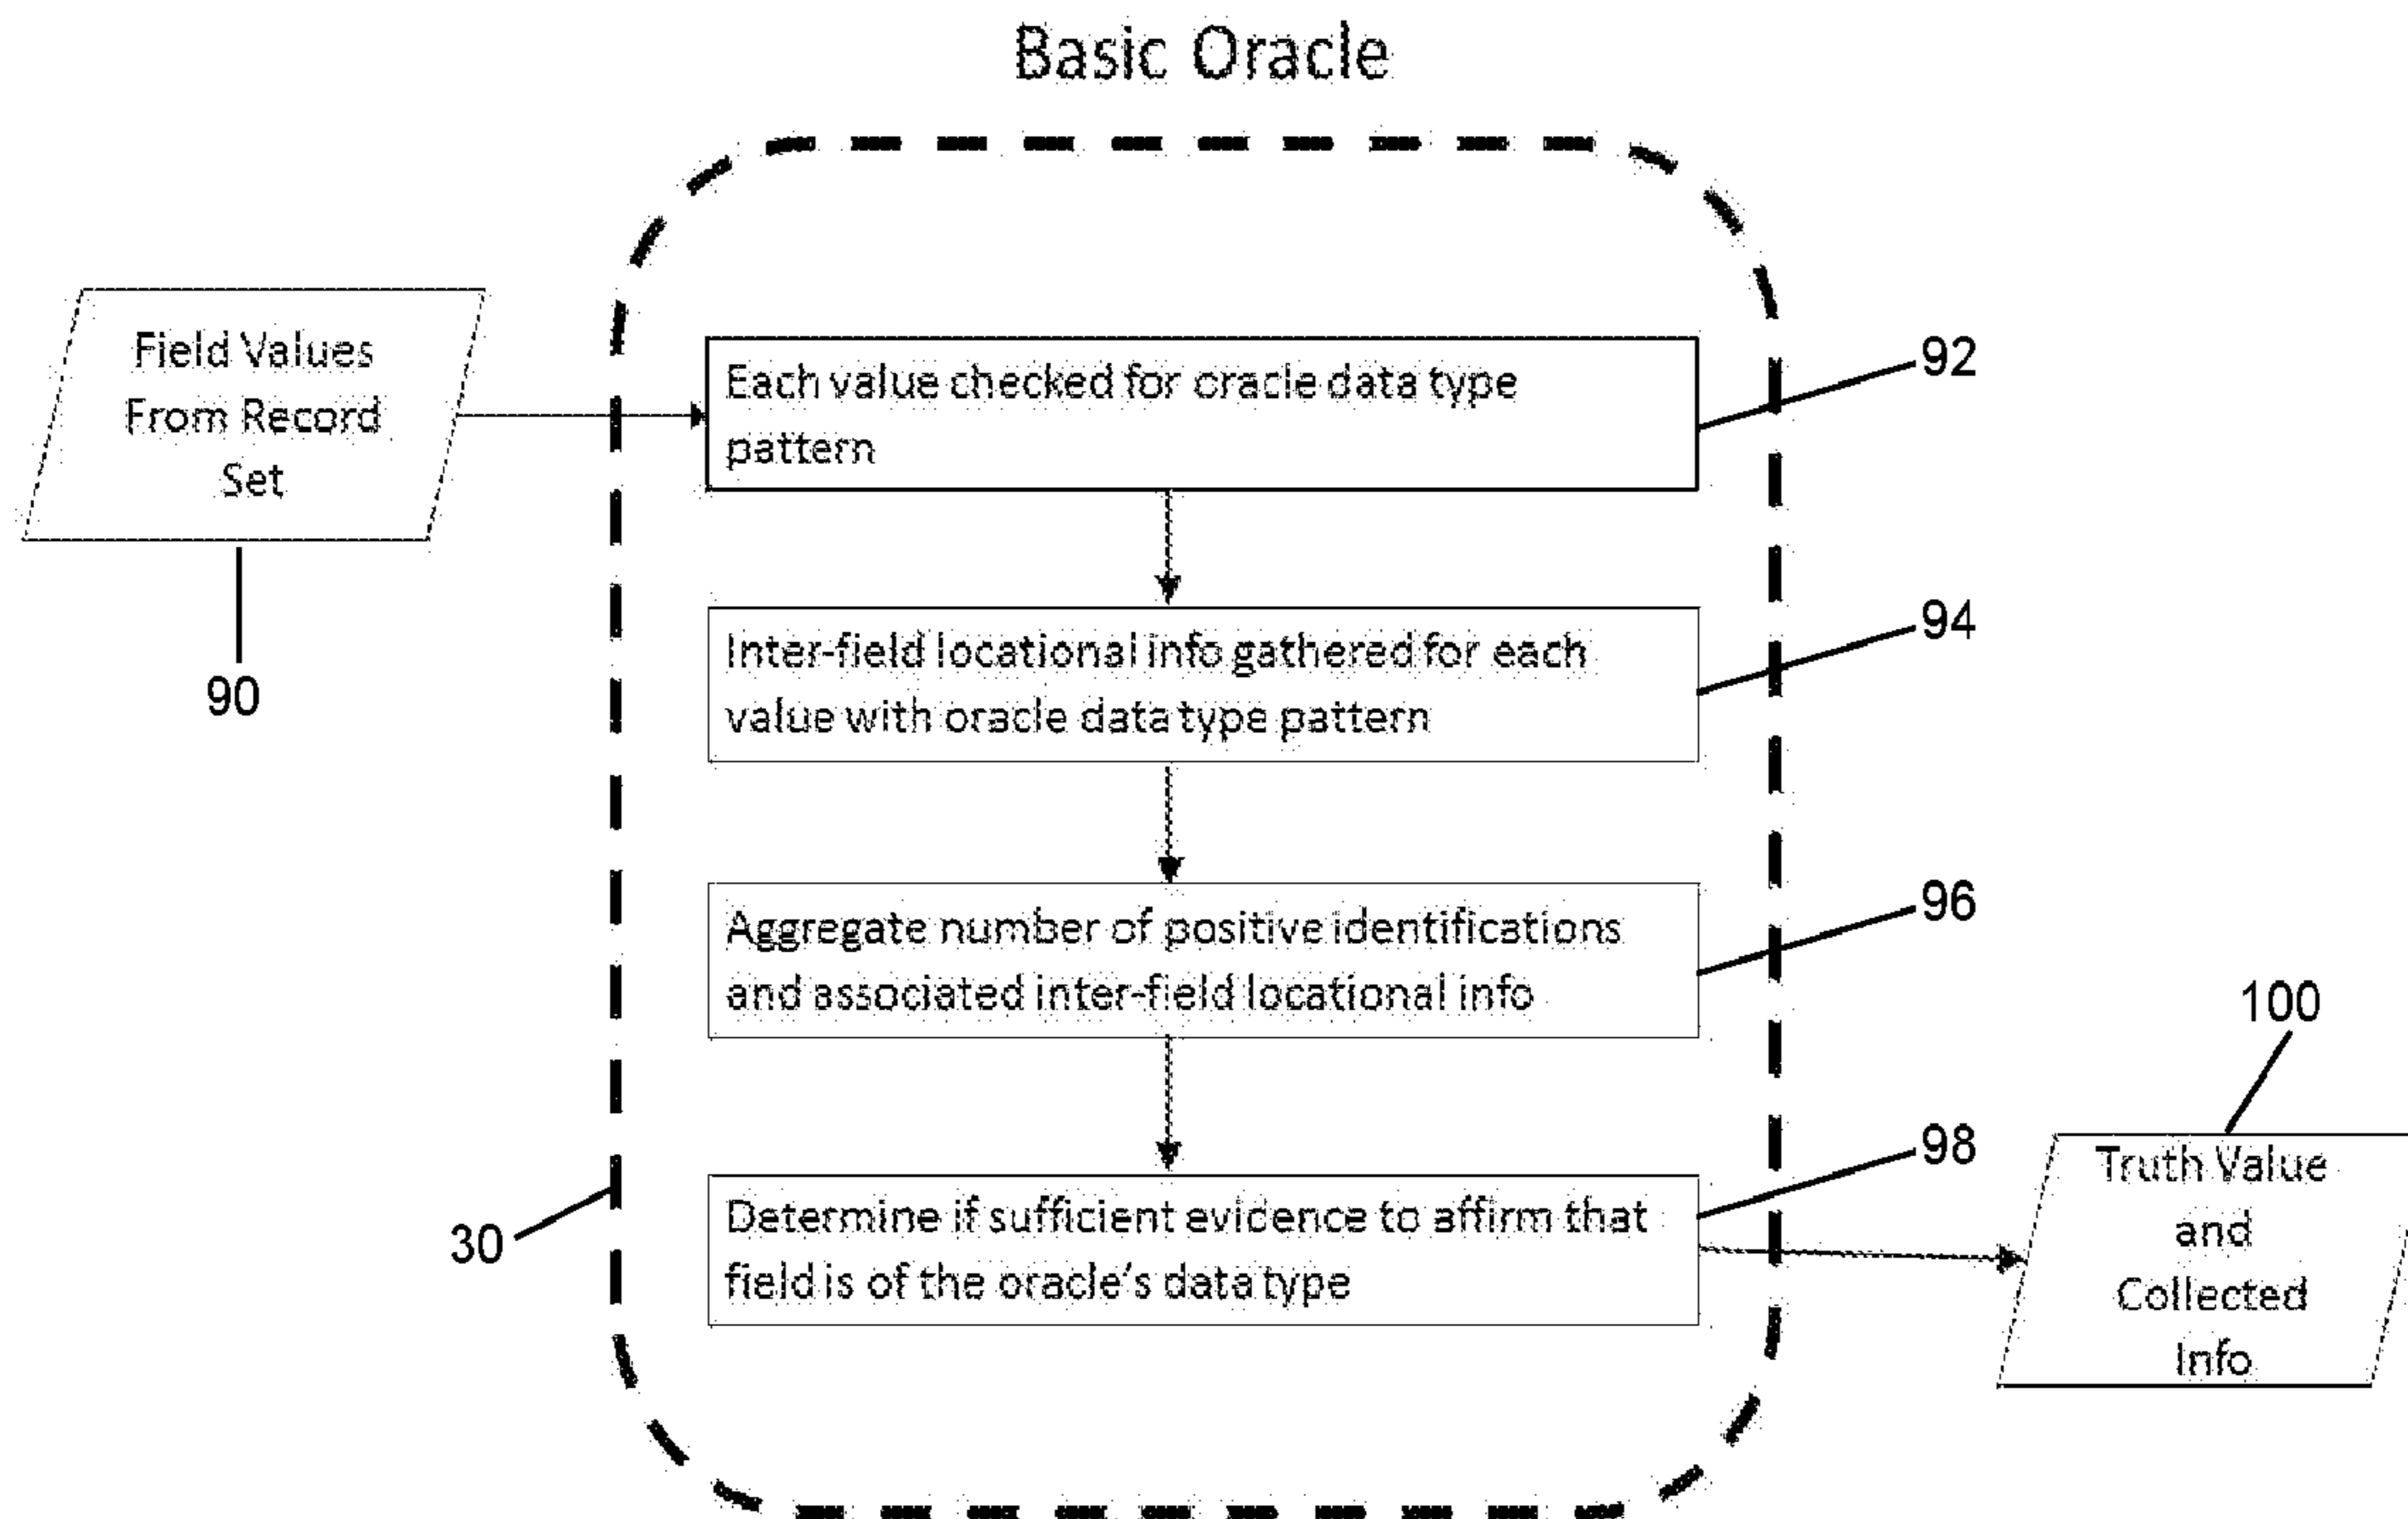 Basic Oracle
Field Values
From Record
Set
90
Each value checked for oracle data type
pattern
92
Inter-field locational info gathered for each
value with oracle data type pattern
94
Aggregate number of positive identifications
and associated inter-field locational info
96
Determine if sufficient evidence to affirm that
field is of the oracle's data type
98
30
100
Truth Value
and
Collected
Info